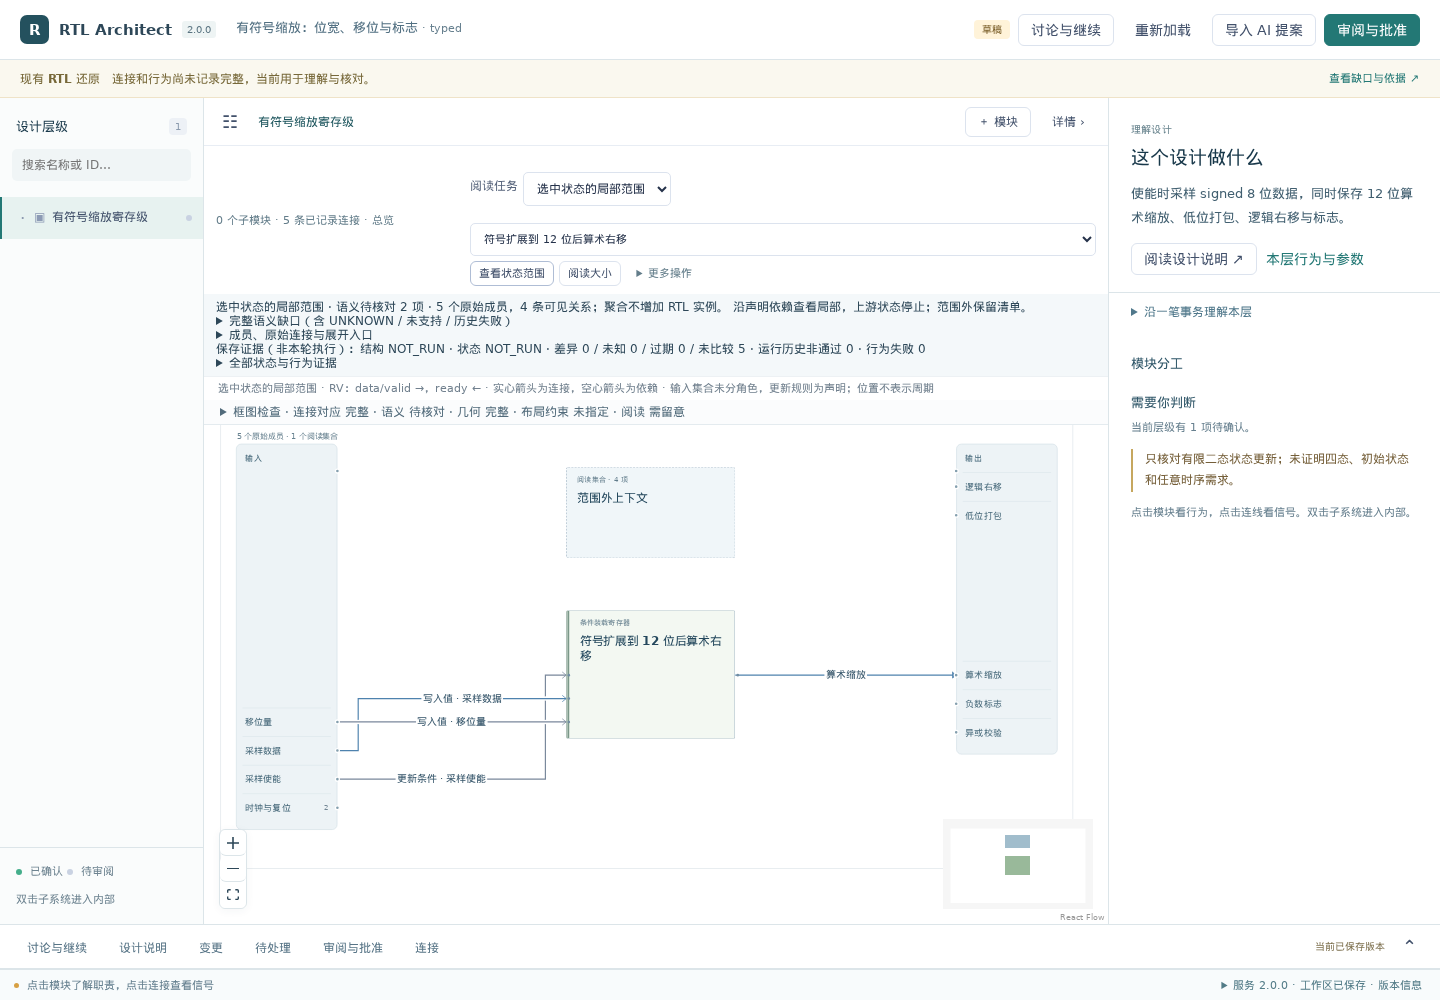 R RTL Architect 2.0.0 有符号缩放：位宽、移位与标志 · typed 草稿 讨论与继续 重新加载 导入 AI 提案 审阅与批准
现有 RTL 还原 连接和行为尚未记录完整，当前用于理解与核对。 查看缺口与依据 ↗
设计层级 1
搜索名称或 ID...
· ▣ 有符号缩放寄存级
已确认 待审阅
双击子系统进入内部
有符号缩放寄存级 + 模块 详情 ›
阅读任务 选中状态的局部范围
0 个子模块 · 5 条已记录连接 · 总览
符号扩展到 12 位后算术右移
查看状态范围 阅读大小 ▶ 更多操作
选中状态的局部范围 · 语义待核对 2 项 · 5 个原始成员，4 条可见关系；聚合不增加 RTL 实例。 沿声明依赖查看局部，上游状态停止；范围外保留清单。
▶ 完整语义缺口（含 UNKNOWN / 未支持 / 历史失败）
▶ 成员、原始连接与展开入口
保存证据（非本轮执行）：结构 NOT_RUN · 状态 NOT_RUN · 差异 0 / 未知 0 / 过期 0 / 未比较 5 · 运行历史非通过 0 · 行为失败 0
▶ 全部状态与行为证据
选中状态的局部范围 · RV: data/valid →，ready ← · 实心箭头为连接，空心箭头为依赖 · 输入集合未分角色，更新规则为声明；位置不表示周期
▶ 框图检查 · 连接对应 完整 · 语义 待核对 · 几何 完整 · 布局约束 未指定 · 阅读 需留意
5 个原始成员 · 1 个阅读集合
输入
移位量
采样数据
采样使能
时钟与复位 2
阅读集合 · 4 项
范围外上下文
条件装载寄存器
符号扩展到 12 位后算术右
移
写入值 · 采样数据
写入值 · 移位量
更新条件 · 采样使能
算术缩放
输出
逻辑右移
低位打包
算术缩放
负数标志
异或校验
React Flow
理解设计
这个设计做什么
使能时采样 signed 8 位数据，同时保存 12 位算
术缩放、低位打包、逻辑右移与标志。
阅读设计说明 ↗ 本层行为与参数
▶ 沿一笔事务理解本层
模块分工
需要你判断
当前层级有 1 项待确认。
只核对有限二态状态更新；未证明四态、初始状态
和任意时序需求。
点击模块看行为，点击连线看信号。双击子系统进入内部。
讨论与继续 设计说明 变更 待处理 审阅与批准 连接 当前已保存版本
点击模块了解职责，点击连接查看信号 ▶ 服务 2.0.0 · 工作区已保存 · 版本信息